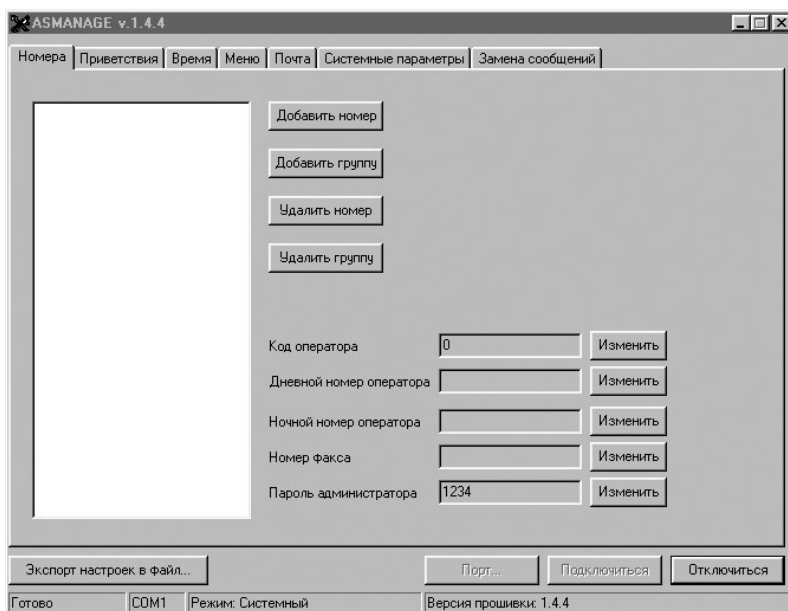 ASMANAGE v.1.4.4
Номера Приветствия Время Меню Почта Системные параметры Замена сообщений
Добавить номер
Добавить группу
Удалить номер
Удалить группу
Код оператора 0 Изменить
Дневной номер оператора Изменить
Ночной номер оператора Изменить
Номер факса Изменить
Пароль администратора 1234 Изменить
Экспорт настроек в файл... Порт... Подключиться Отключиться
Готово COM1 Режим: Системный Версия прошивки: 1.4.4